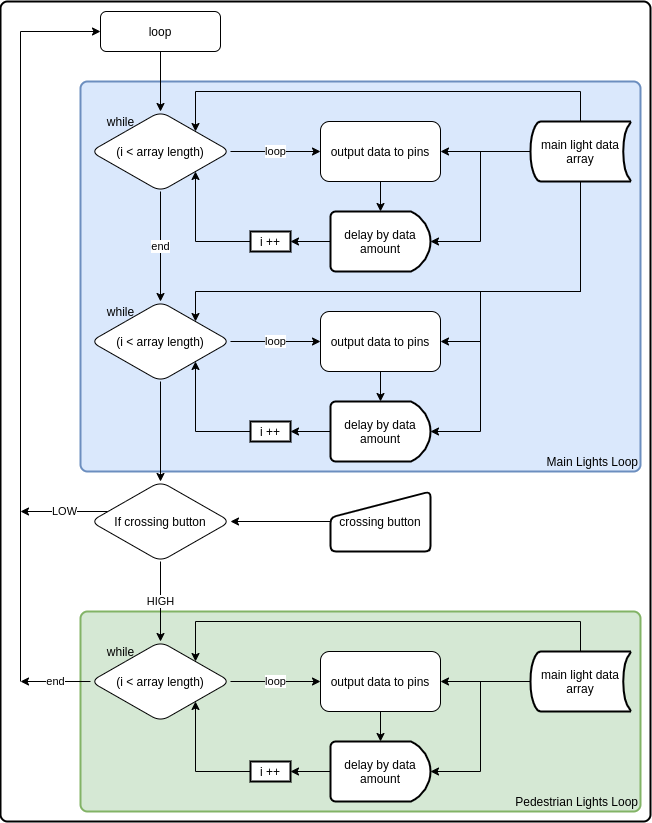 loop
while
(i < array length)
loop
output data to pins
main light data
array
end
i ++
delay by data
amount
while
(i < array length)
loop
output data to pins
i ++
delay by data
amount
Main Lights Loop
LOW
If crossing button
crossing button
HIGH
while
(i < array length)
end
loop
output data to pins
main light data
array
i ++
delay by data
amount
Pedestrian Lights Loop